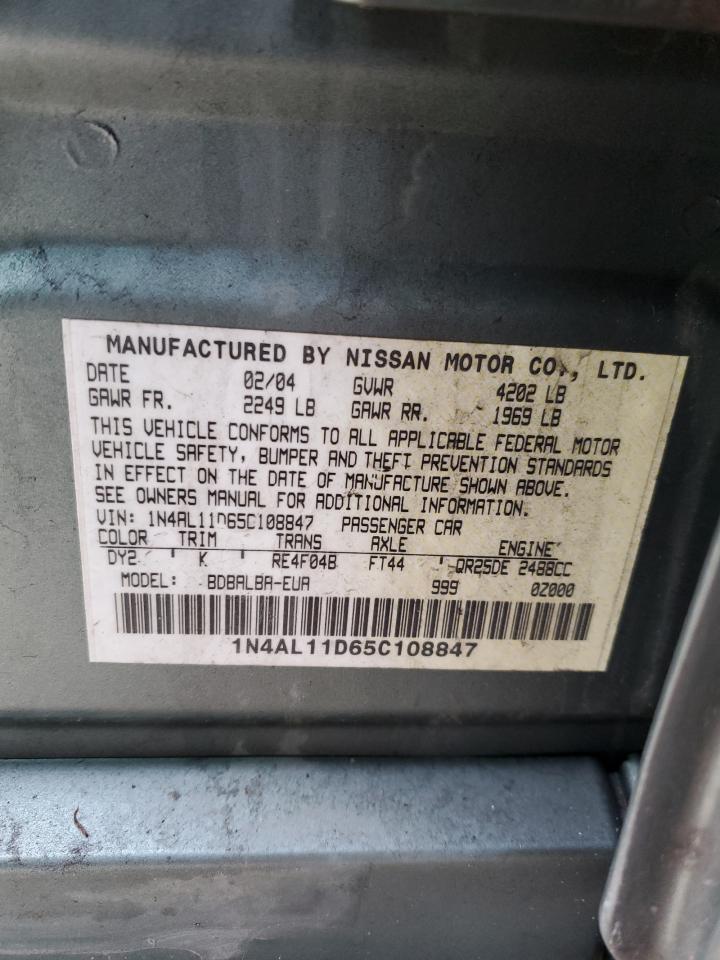 MANUFACTURED BY NISSAN MOTOR CO., LTD.
DATE 02/04 GVWR 4202 LB
GAWR FR. 2249 LB GAWR RR. 1969 LB
THIS VEHICLE CONFORMS TO ALL APPLICABLE FEDERAL MOTOR
VEHICLE SAFETY, BUMPER AND THEFT PREVENTION STANDARDS
IN EFFECT ON THE DATE OF MANUFACTURE SHOWN ABOVE.
SEE OWNERS MANUAL FOR ADDITIONAL INFORMATION.
VIN: 1N4AL11D65C108847 PASSENGER CAR
COLOR TRIM TRANS AXLE ENGINE
DY2 K RE4F04B FT44 QR25DE 2488CC
MODEL: BDBALBA-EUA 999 0Z000
1N4AL11D65C108847